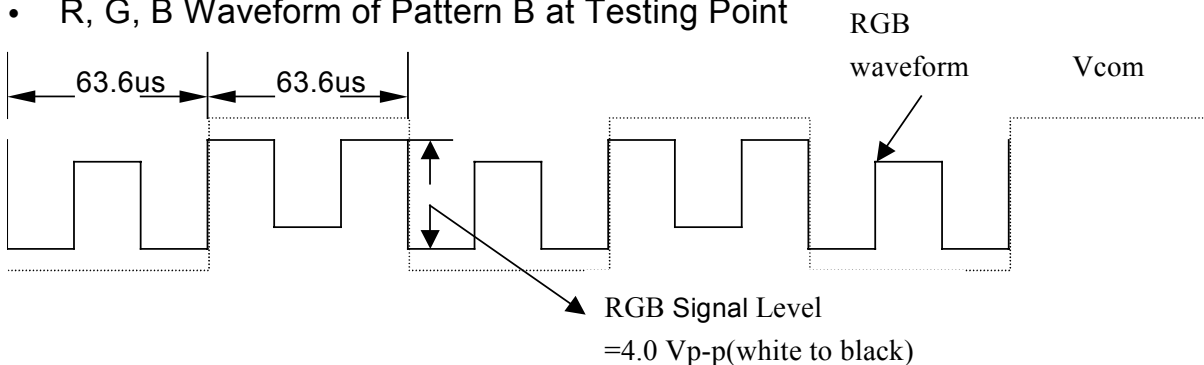 • R, G, B Waveform of Pattern B at Testing Point
RGB
waveform
Vcom
63.6us
63.6us
RGB Signal Level
=4.0 Vp-p(white to black)